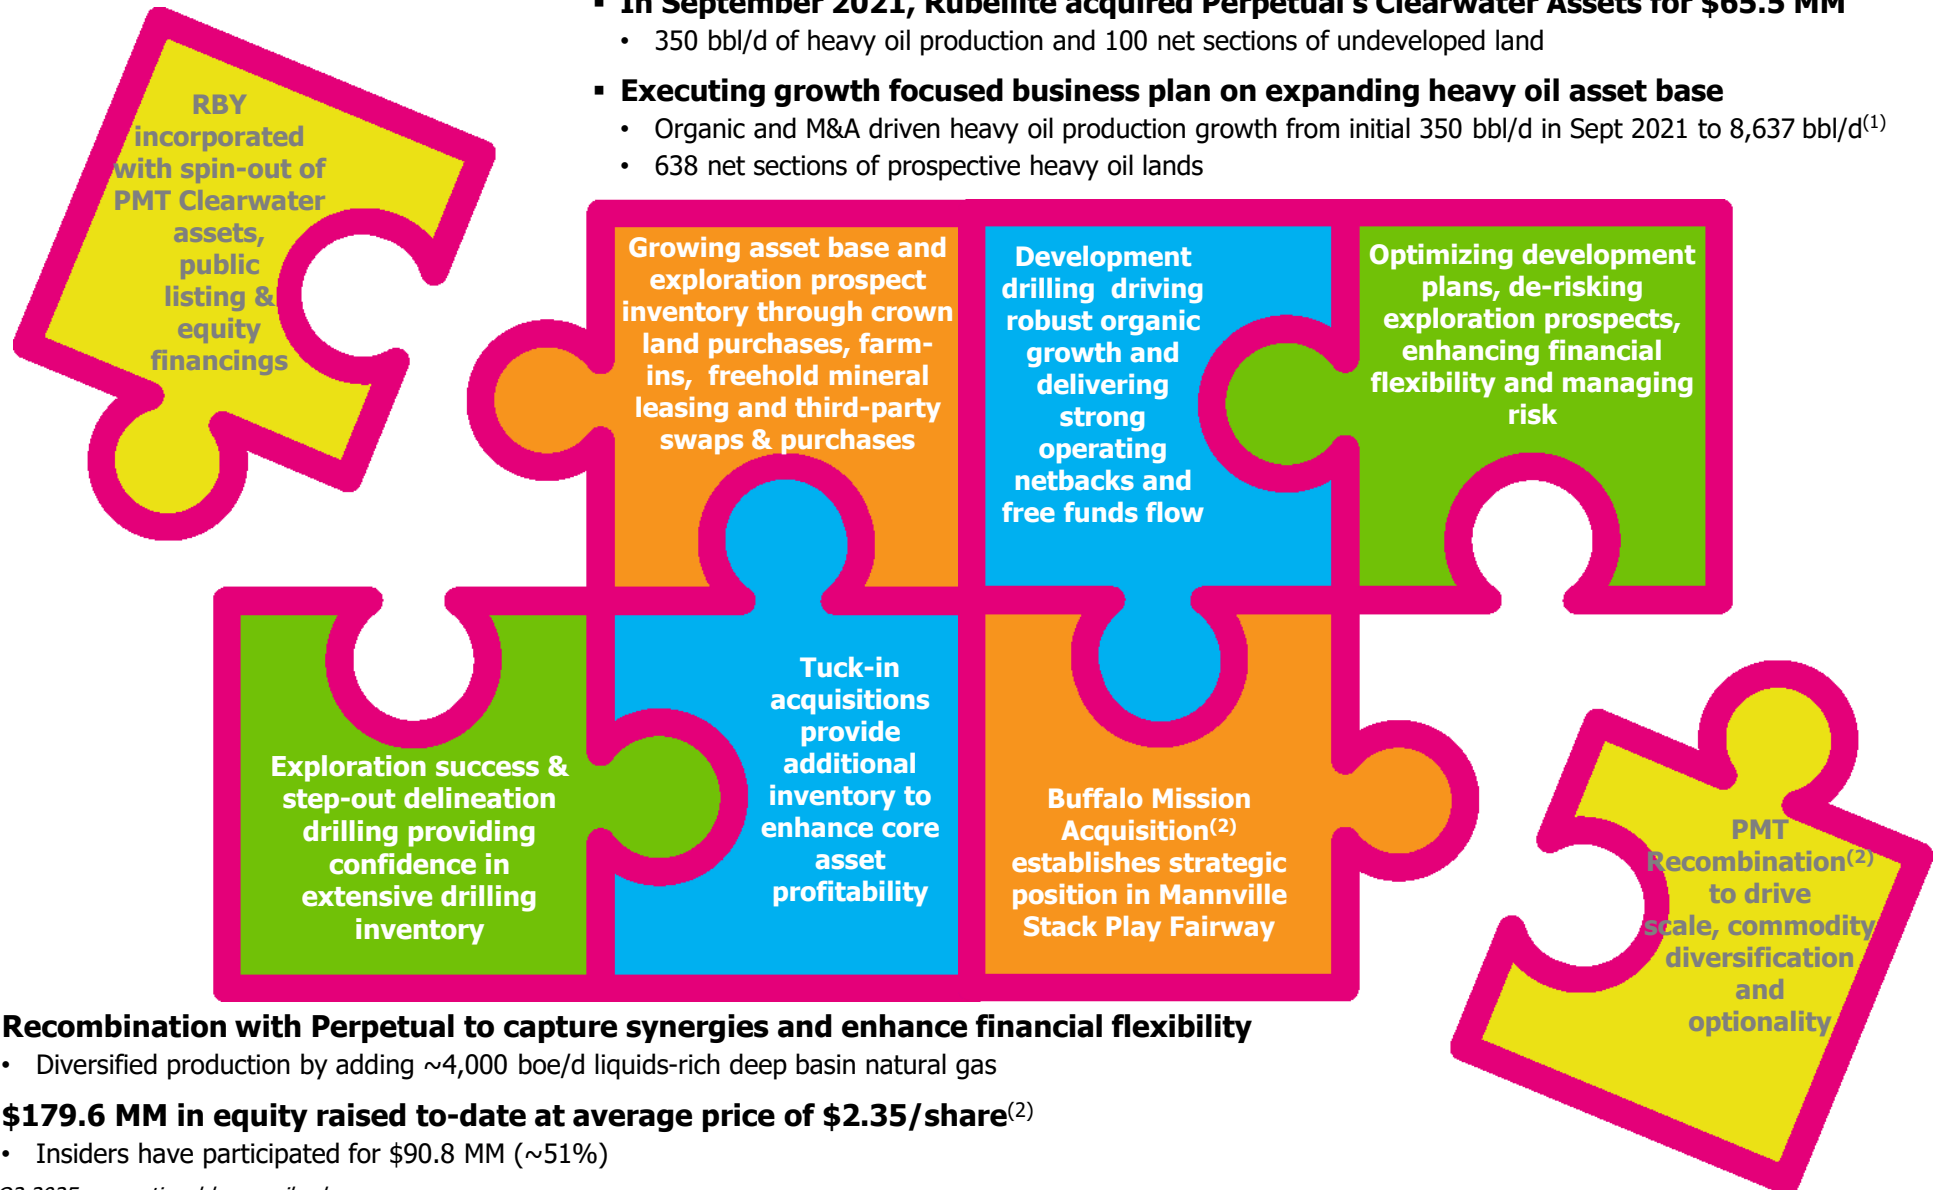 ▪ In September 2021, Rubellite acquired Perpetual's Clearwater Assets for $65.5 MM
• 350 bbl/d of heavy oil production and 100 net sections of undeveloped land
▪ Executing growth focused business plan on expanding heavy oil asset base
• Organic and M&A driven heavy oil production growth from initial 350 bbl/d in Sept 2021 to 8,637 bbl/d(1)
• 638 net sections of prospective heavy oil lands
RBY
incorporated
with spin-out of
PMT Clearwater
assets,
public
listing &
equity
financings
Growing asset base and
exploration prospect
inventory through crown
land purchases, farm-
ins, freehold mineral
leasing and third-party
swaps & purchases
Development
drilling driving
robust organic
growth and
delivering
strong
operating
netbacks and
free funds flow
Optimizing development
plans, de-risking
exploration prospects,
enhancing financial
flexibility and managing
risk
Exploration success &
step-out delineation
drilling providing
confidence in
extensive drilling
inventory
Tuck-in
acquisitions
provide
additional
inventory to
enhance core
asset
profitability
Buffalo Mission
Acquisition(2)
establishes strategic
position in Mannville
Stack Play Fairway
PMT
Recombination(2)
to drive
scale, commodity
diversification
and
optionality
Recombination with Perpetual to capture synergies and enhance financial flexibility
• Diversified production by adding ~4,000 boe/d liquids-rich deep basin natural gas
$179.6 MM in equity raised to-date at average price of $2.35/share(2)
• Insiders have participated for $90.8 MM (~51%)